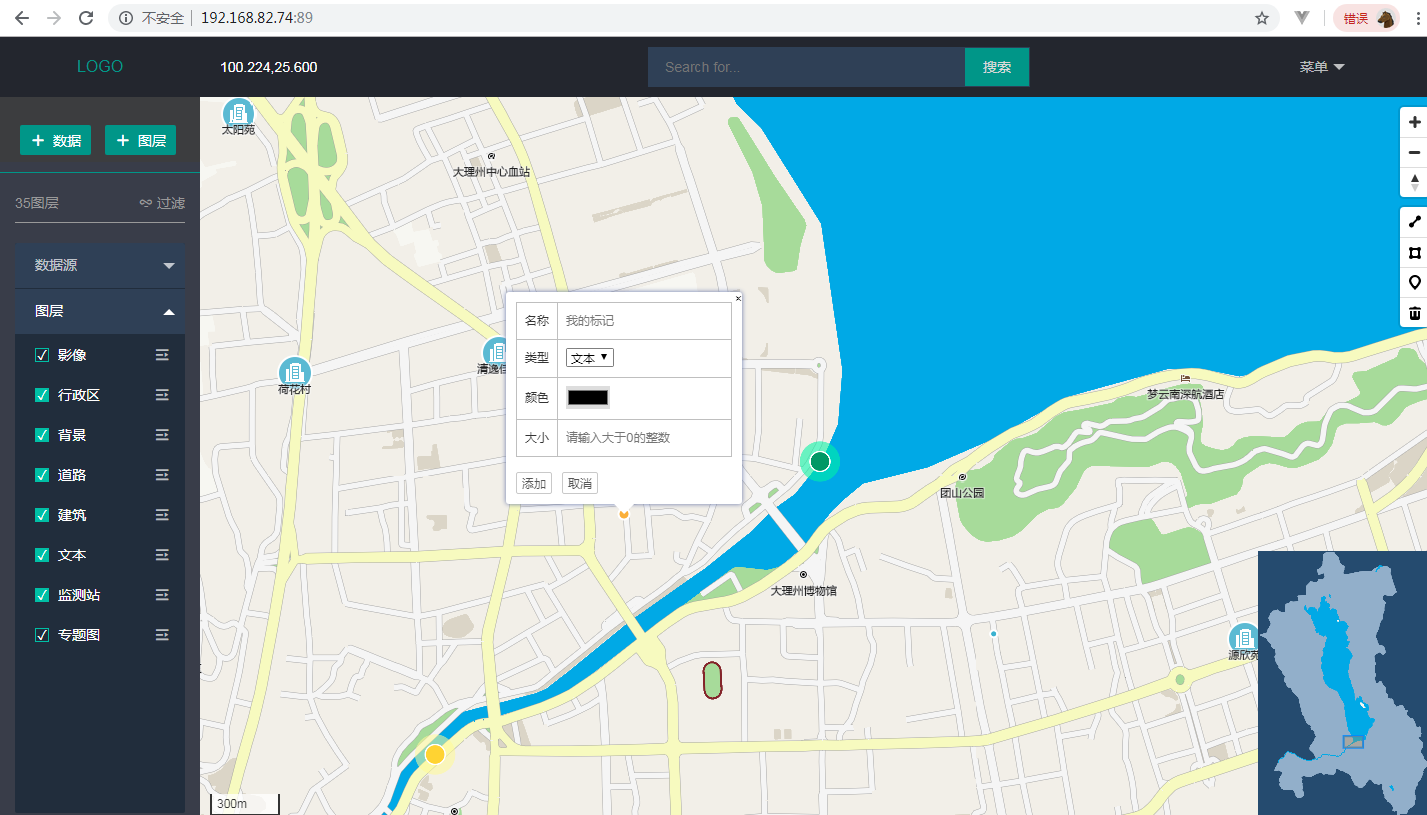 不安全 192.168.82.74:89
错误
LOGO
100.224,25.600
Search for...
搜索
菜单
+ 数据
+ 图层
35图层
过滤
数据源
图层
影像
行政区
背景
道路
建筑
文本
监测站
专题图
太阳苑
大理州中心血站
荷花村
清逸佳
名称 我的标记
类型 文本
颜色
大小 请输入大于0的整数
添加 取消
梦云南深航酒店
团山公园
大理州博物馆
源欣苑
300m